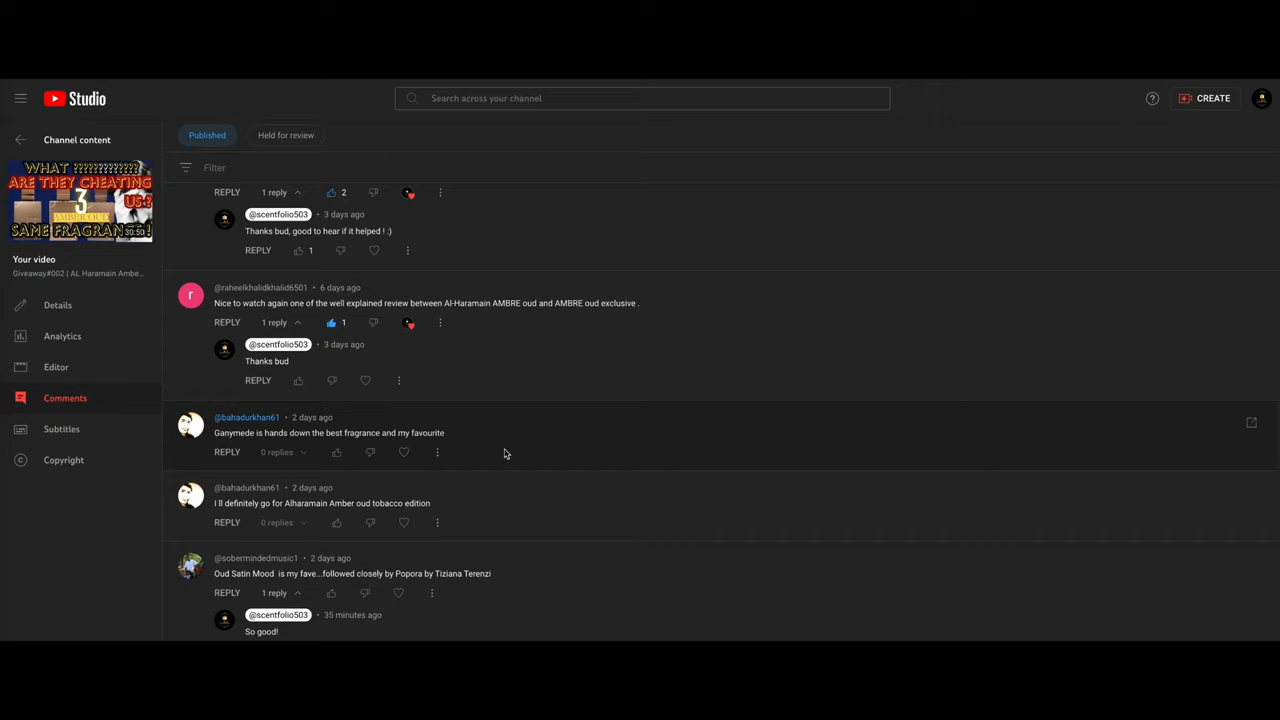 Studio
Search across your channel
CREATE
Channel content
Published
Held for review
Filter
WHAT ????????????
ARE THEY CHEATING
US?
3
AMBER OUD
SAME FRAGRANCE !
30:50
Your video
Giveaway#002 | AL Haramain Ambe...
Details
Analytics
Editor
Comments
Subtitles
Copyright
REPLY 1 reply 2
@scentfolio503 • 3 days ago
Thanks bud, good to hear if it helped ! :)
REPLY 1
r
@raheelkhalidkhalid6501 • 6 days ago
Nice to watch again one of the well explained review between Al-Haramain AMBRE oud and AMBRE oud exclusive .
REPLY 1 reply 1
@scentfolio503 • 3 days ago
Thanks bud
REPLY
@bahadurkhan61 • 2 days ago
Ganymede is hands down the best fragrance and my favourite
REPLY 0 replies
@bahadurkhan61 • 2 days ago
I ll definitely go for Alharamain Amber oud tobacco edition
REPLY 0 replies
@sobermindedmusic1 • 2 days ago
Oud Satin Mood is my fave...followed closely by Popora by Tiziana Terenzi
REPLY 1 reply
@scentfolio503 • 35 minutes ago
So good!